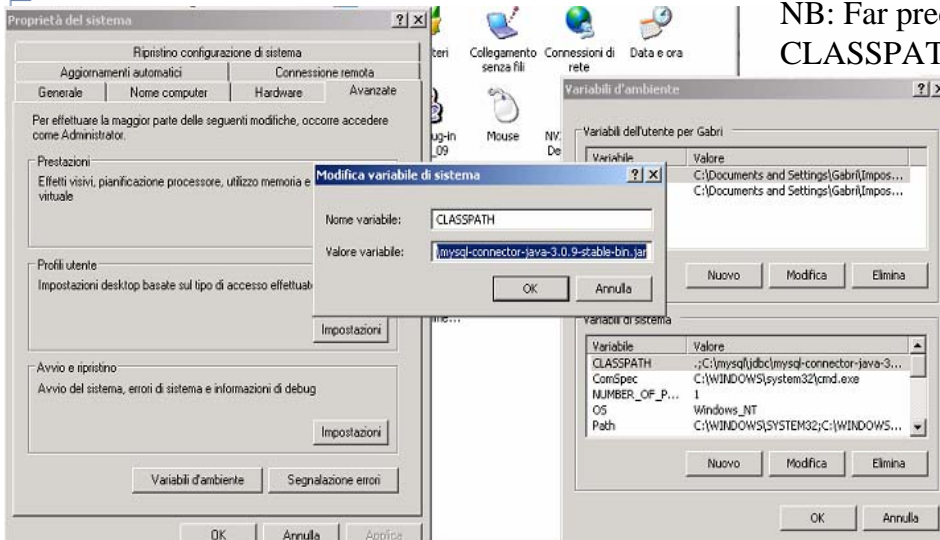 NB: Far
CLASSPAT
Proprietà del sistema
Ripristino configurazione di sistema
Aggiornamenti automatici
Connessione remota
Generale
Nome computer
Hardware
Avanzate
Per effettuare la maggior parte delle seguenti modifiche, occorre accedere
come Administrator.
Prestazioni
Effetti visivi, pianificazione processore, utilizzo memoria e
virtuale
Profili utente
Impostazioni desktop basate sul tipo di accesso effettuat
Impostazioni
Avvio e ripristino
Avvio del sistema, errori di sistema e informazioni di debug
Impostazioni
Variabili d'ambiente
Segnalazione errori
OK
Annulla
Applica
Collegamento
senza fili
Connessioni di
rete
Data e ora
ug-in
_09
Mouse
NV
De
Modifica variabile di sistema
Nome variabile:
CLASSPATH
Valore variabile:
\mysql-connector-java-3.0.9-stable-bin.jar
OK
Annulla
Variabili d'ambiente
Variabili dell'utente per Gabri
Variabile
Valore
C:\Documents and Settings\Gabri\Impos...
C:\Documents and Settings\Gabri\Impos...
Nuovo
Modifica
Elimina
Variabili di sistema
Variabile
Valore
CLASSPATH
.;C:\mysql\jdbc\mysql-connector-java-3...
ComSpec
C:\WINDOWS\system32\cmd.exe
NUMBER_OF_P...
1
OS
Windows_NT
Path
C:\WINDOWS\SYSTEM32;C:\WINDOWS...
Nuovo
Modifica
Elimina
OK
Annulla